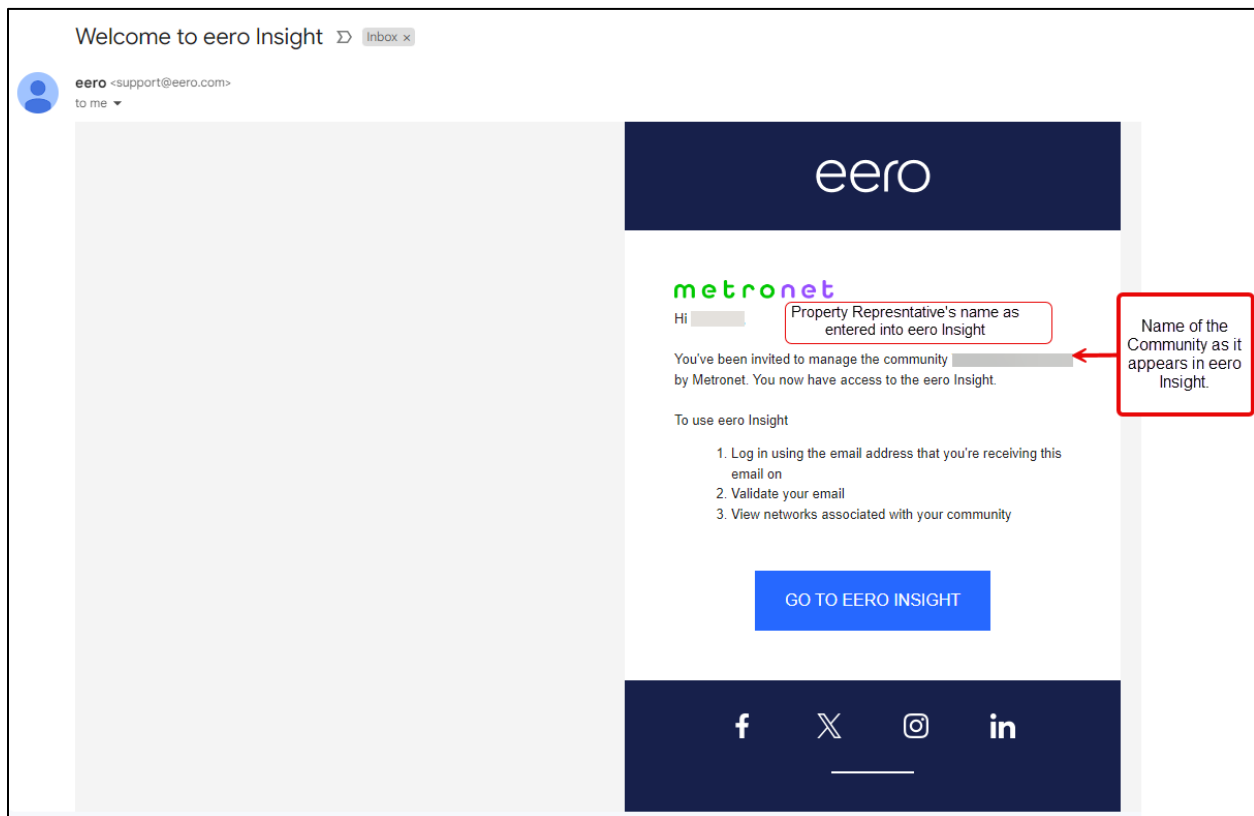 Welcome to eero Insight Inbox ×
eero <support@eero.com>
to me
eero
metronet
Hi
Property Represntative's name as
entered into eero Insight
You've been invited to manage the community
by Metronet. You now have access to the eero Insight.
Name of the
Community as it
appears in eero
Insight.
To use eero Insight
1. Log in using the email address that you're receiving this
email on
2. Validate your email
3. View networks associated with your community
GO TO EERO INSIGHT
f X in